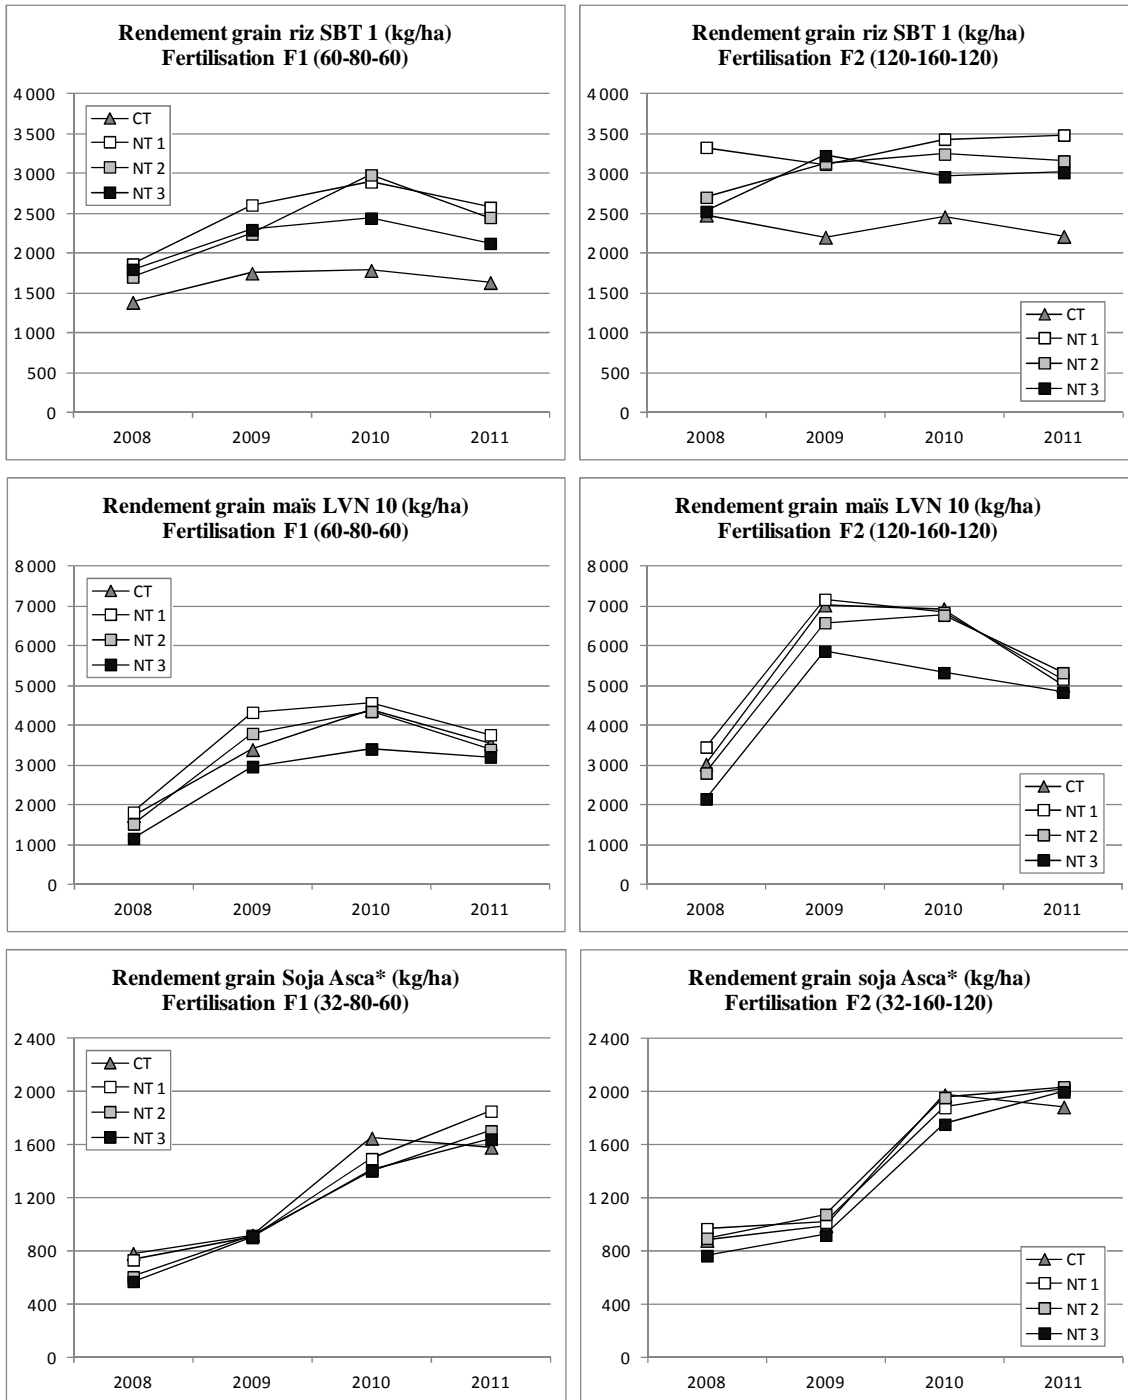 Rendement grain riz SBT 1 (kg/ha)
Fertilisation F1 (60-80-60)
4 000
3 500
3 000
2 500
2 000
1 500
1 000
500
0
CT
NT 1
NT 2
NT 3
2008 2009 2010 2011
Rendement grain riz SBT 1 (kg/ha)
Fertilisation F2 (120-160-120)
4 000
3 500
3 000
2 500
2 000
1 500
1 000
500
0
CT
NT 1
NT 2
NT 3
2008 2009 2010 2011
Rendement grain maïs LVN 10 (kg/ha)
Fertilisation F1 (60-80-60)
8 000
7 000
6 000
5 000
4 000
3 000
2 000
1 000
0
CT
NT 1
NT 2
NT 3
2008 2009 2010 2011
Rendement grain maïs LVN 10 (kg/ha)
Fertilisation F2 (120-160-120)
8 000
7 000
6 000
5 000
4 000
3 000
2 000
1 000
0
CT
NT 1
NT 2
NT 3
2008 2009 2010 2011
Rendement grain Soja Asca* (kg/ha)
Fertilisation F1 (32-80-60)
2 400
2 000
1 600
1 200
800
400
0
CT
NT 1
NT 2
NT 3
2008 2009 2010 2011
Rendement grain soja Asca* (kg/ha)
Fertilisation F2 (32-160-120)
2 400
2 000
1 600
1 200
800
400
0
CT
NT 1
NT 2
NT 3
2008 2009 2010 2011